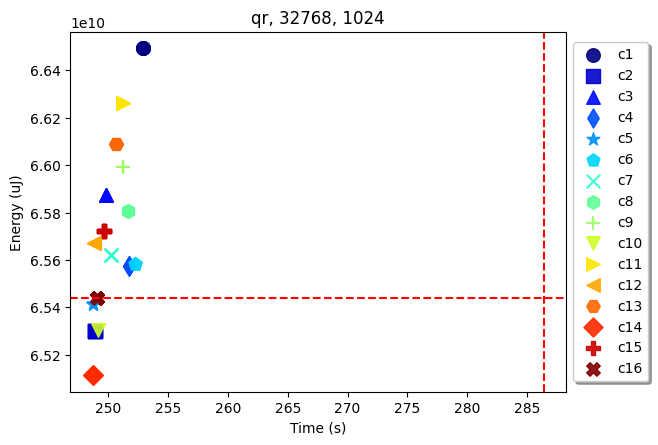 qr, 32768, 1024
1e10
6.64
6.62
6.60
6.58
6.56
6.54
6.52
Energy (uJ)
250
255
260
265
270
275
280
285
Time (s)
c1
c2
c3
c4
c5
c6
c7
c8
c9
c10
c11
c12
c13
c14
c15
c16